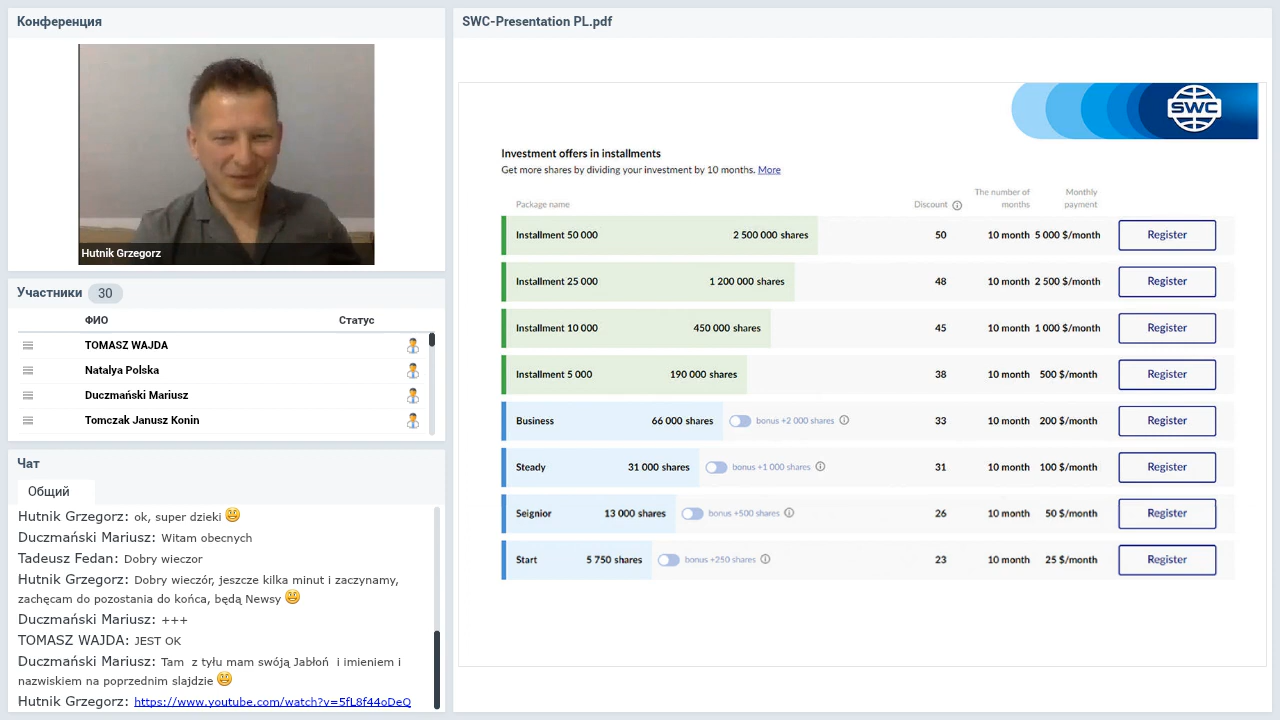 Конференция
Hutnik Grzegorz
Участники 30
ФИО Статус
TOMASZ WAJDA
Natalya Polska
Duczmański Mariusz
Tomczak Janusz Konin
Чат
Общий
Hutnik Grzegorz: ok, super dzieki
Duczmański Mariusz: Witam obecnych
Tadeusz Fedan: Dobry wieczor
Hutnik Grzegorz: Dobry wieczór, jeszcze kilka minut i zaczynamy,
zachęcam do pozostania do końca, będą Newsy
Duczmański Mariusz: +++
TOMASZ WAJDA: JEST OK
Duczmański Mariusz: Tam z tyłu mam swóją Jabłoń i imieniem i
nazwiskiem na poprzednim slajdzie
Hutnik Grzegorz: https://www.youtube.com/watch?v=5fL8f44oDeQ
SWC-Presentation PL.pdf
SWC
Investment offers in installments
Get more shares by dividing your investment by 10 months. More
Package name Discount The number of months Monthly payment
Installment 50 000 2 500 000 shares 50 10 month 5 000 $/month Register
Installment 25 000 1 200 000 shares 48 10 month 2 500 $/month Register
Installment 10 000 450 000 shares 45 10 month 1 000 $/month Register
Installment 5 000 190 000 shares 38 10 month 500 $/month Register
Business 66 000 shares bonus +2 000 shares 33 10 month 200 $/month Register
Steady 31 000 shares bonus +1 000 shares 31 10 month 100 $/month Register
Seignior 13 000 shares bonus +500 shares 26 10 month 50 $/month Register
Start 5 750 shares bonus +250 shares 23 10 month 25 $/month Register